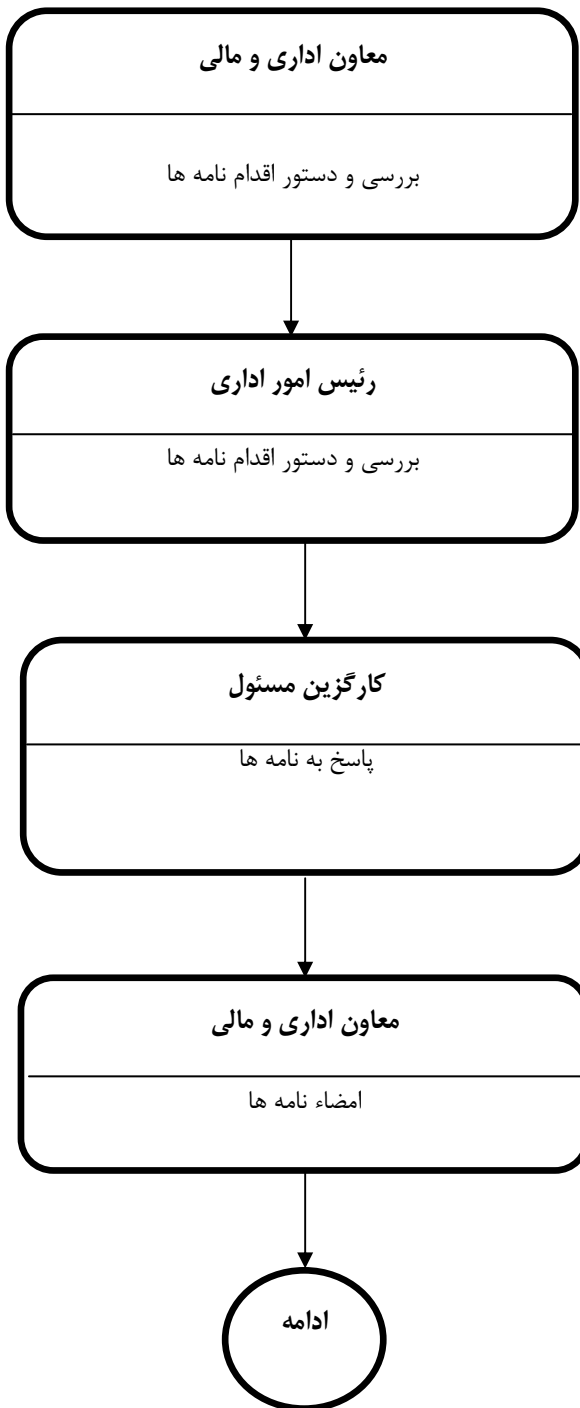 معاون اداری و مالی
بررسی و دستور اقدام نامه ها
رئیس امور اداری
بررسی و دستور اقدام نامه ها
کارگزین مسئول
پاسخ به نامه ها
معاون اداری و مالی
امضاء نامه ها
ادامه